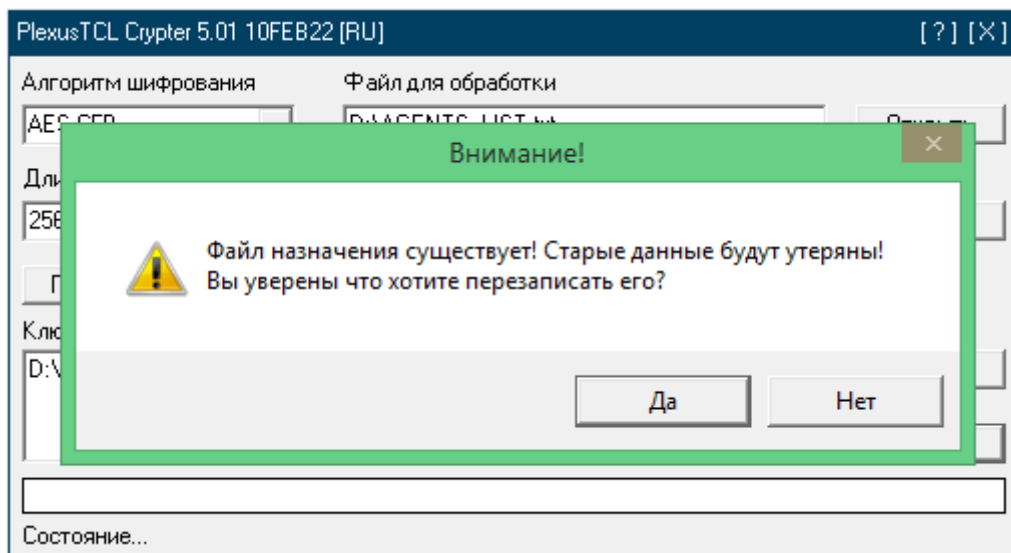 PlexusTCL Crypter 5.01 10FEB22 [RU] [?] [X]
Алгоритм шифрования Файл для обработки
Внимание!
Файл назначения существует! Старые данные будут утеряны!
Вы уверены что хотите перезаписать его?
Да Нет
D:\
Состояние...